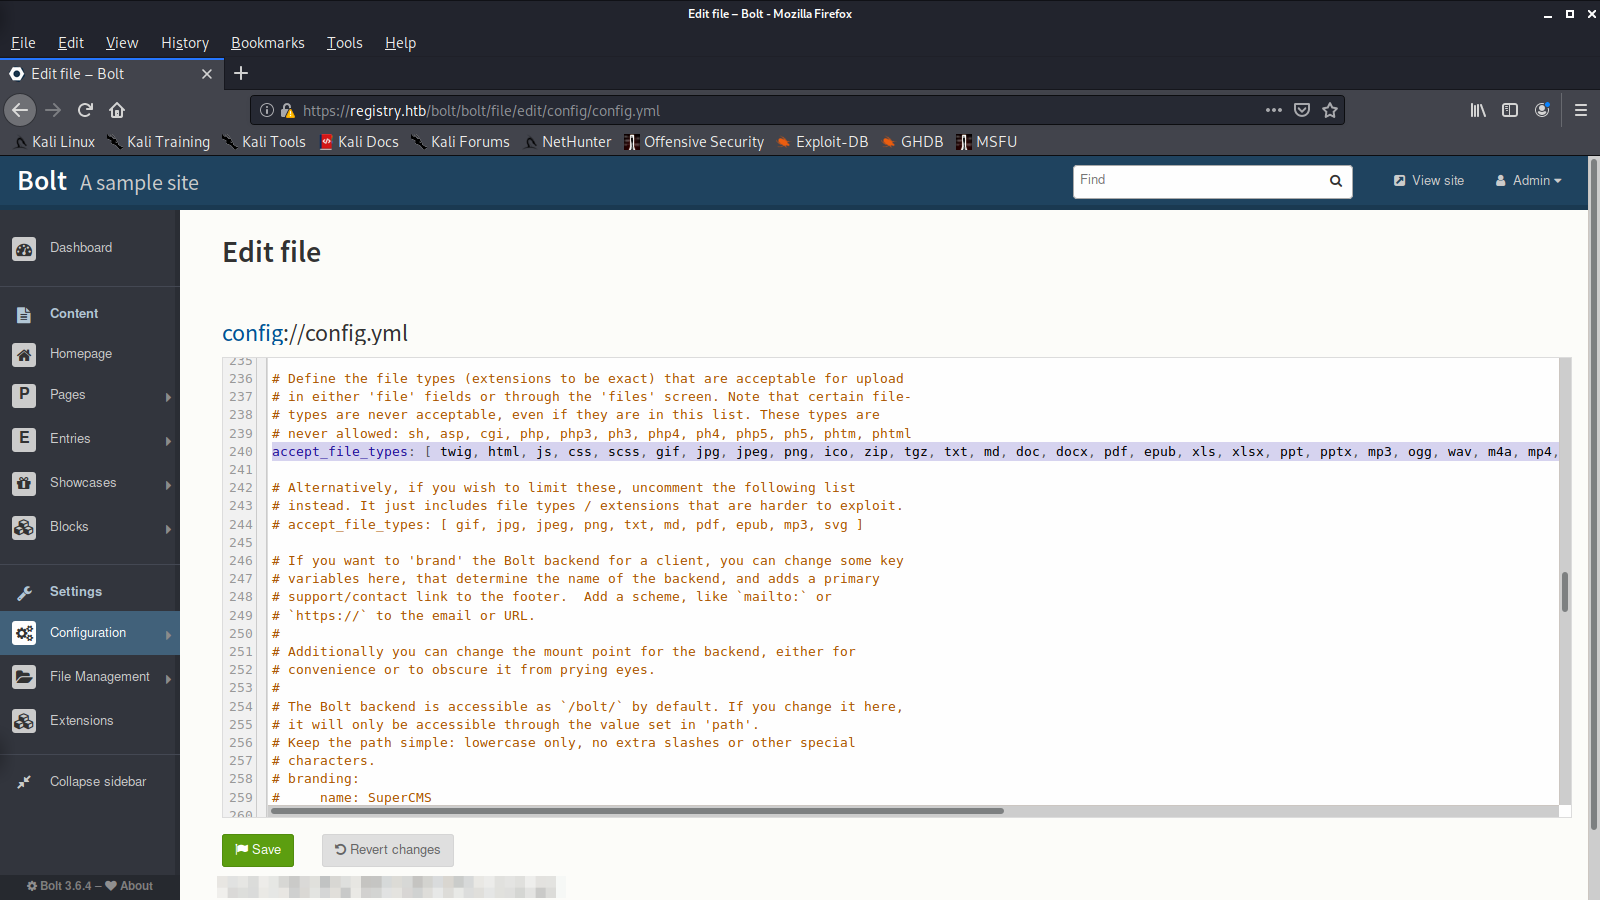 Edit file – Bolt - Mozilla Firefox
File Edit View History Bookmarks Tools Help
Edit file – Bolt
https://registry.htb/bolt/bolt/file/edit/config/config.yml
Kali Linux Kali Training Kali Tools Kali Docs Kali Forums NetHunter Offensive Security Exploit-DB GHDB MSFU
Bolt A sample site
Find
View site
Admin
Dashboard
Content
Homepage
Pages
Entries
Showcases
Blocks
Settings
Configuration
File Management
Extensions
Collapse sidebar
Bolt 3.6.4 – About
Edit file
config://config.yml
235
236 # Define the file types (extensions to be exact) that are acceptable for upload
237 # in either 'file' fields or through the 'files' screen. Note that certain file-
238 # types are never acceptable, even if they are in this list. These types are
239 # never allowed: sh, asp, cgi, php, php3, ph3, php4, ph4, php5, ph5, phtm, phtml
240 accept_file_types: [ twig, html, js, css, scss, gif, jpg, jpeg, png, ico, zip, tgz, txt, md, doc, docx, pdf, epub, xls, xlsx, ppt, pptx, mp3, ogg, wav, m4a, mp4,
241
242 # Alternatively, if you wish to limit these, uncomment the following list
243 # instead. It just includes file types / extensions that are harder to exploit.
244 # accept_file_types: [ gif, jpg, jpeg, png, txt, md, pdf, epub, mp3, svg ]
245
246 # If you want to 'brand' the Bolt backend for a client, you can change some key
247 # variables here, that determine the name of the backend, and adds a primary
248 # support/contact link to the footer.  Add a scheme, like `mailto:` or
249 # `https://` to the email or URL.
250 #
251 # Additionally you can change the mount point for the backend, either for
252 # convenience or to obscure it from prying eyes.
253 #
254 # The Bolt backend is accessible as `/bolt/` by default. If you change it here,
255 # it will only be accessible through the value set in 'path'.
256 # Keep the path simple: lowercase only, no extra slashes or other special
257 # characters.
258 # branding:
259 #     name: SuperCMS
260
Save
Revert changes